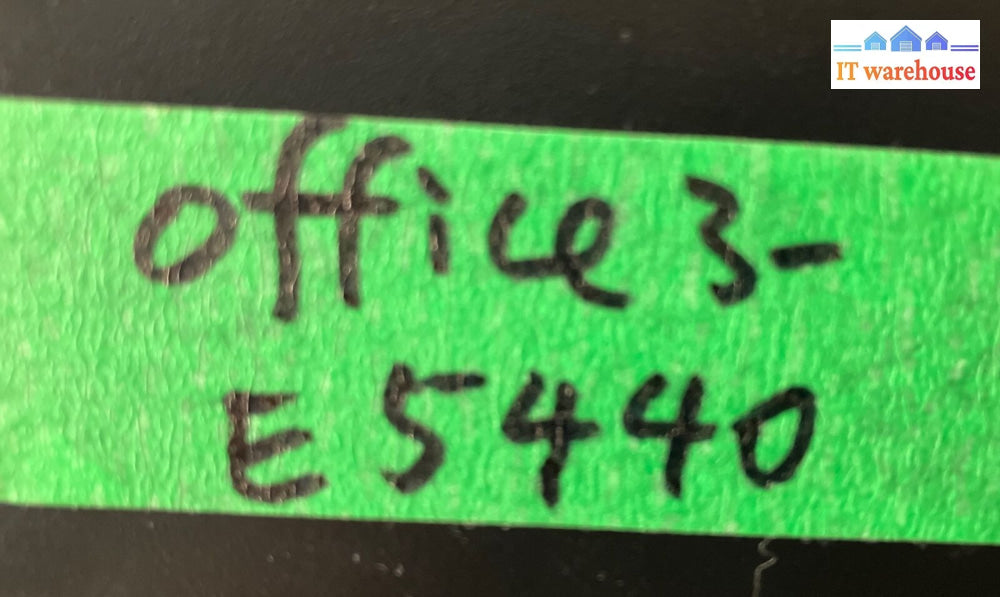 IT warehouse
office 3-
E5440